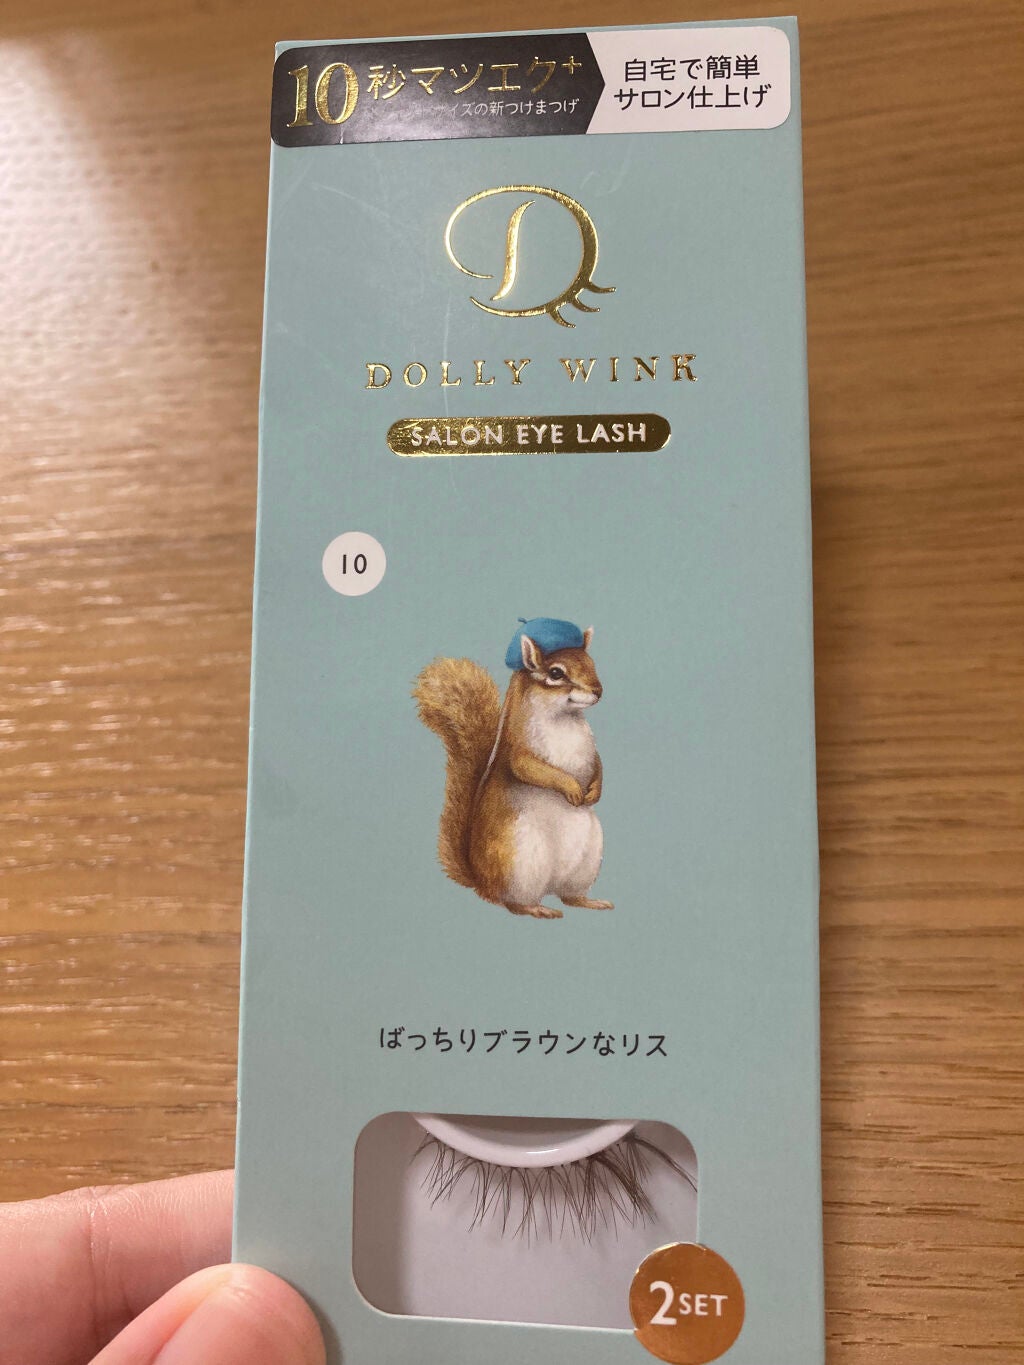 10秒マツエク+
サイズの新つけまつげ
自宅で簡単
サロン仕上げ
DOLLY WINK
SALON EYE LASH
10
ぱっちりブラウンなリス
2SET